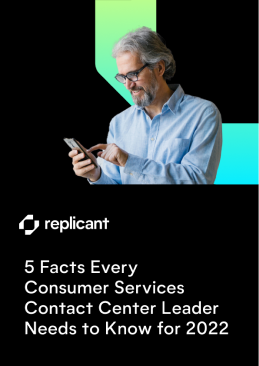 replicant
5 Facts Every
Consumer Services
Contact Center Leader
Needs to Know for 2022